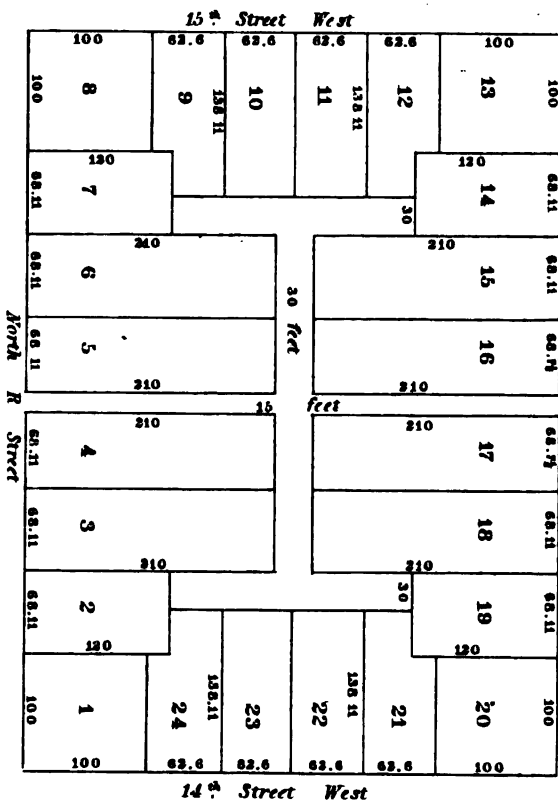 15th Street West
100 62.6 62.6 62.6 62.6 100
100 8 9 138 11 10 11 138 11 12 13 100
120 120
68.11 7 30 14 68.11
210 210
68.11 6 30 feet 15 68.11
68 11 5 16 68.11½
210 210
15 feet
North R Street
210 210
68.11 4 17 68.11½
68.11 3 18 68.11
210 210
68.11 2 30 19 68.11
120 120
100 1 24 138.11 23 22 138 11 21 20 100
100 62.6 62.6 62.6 62.6 100
14th Street West